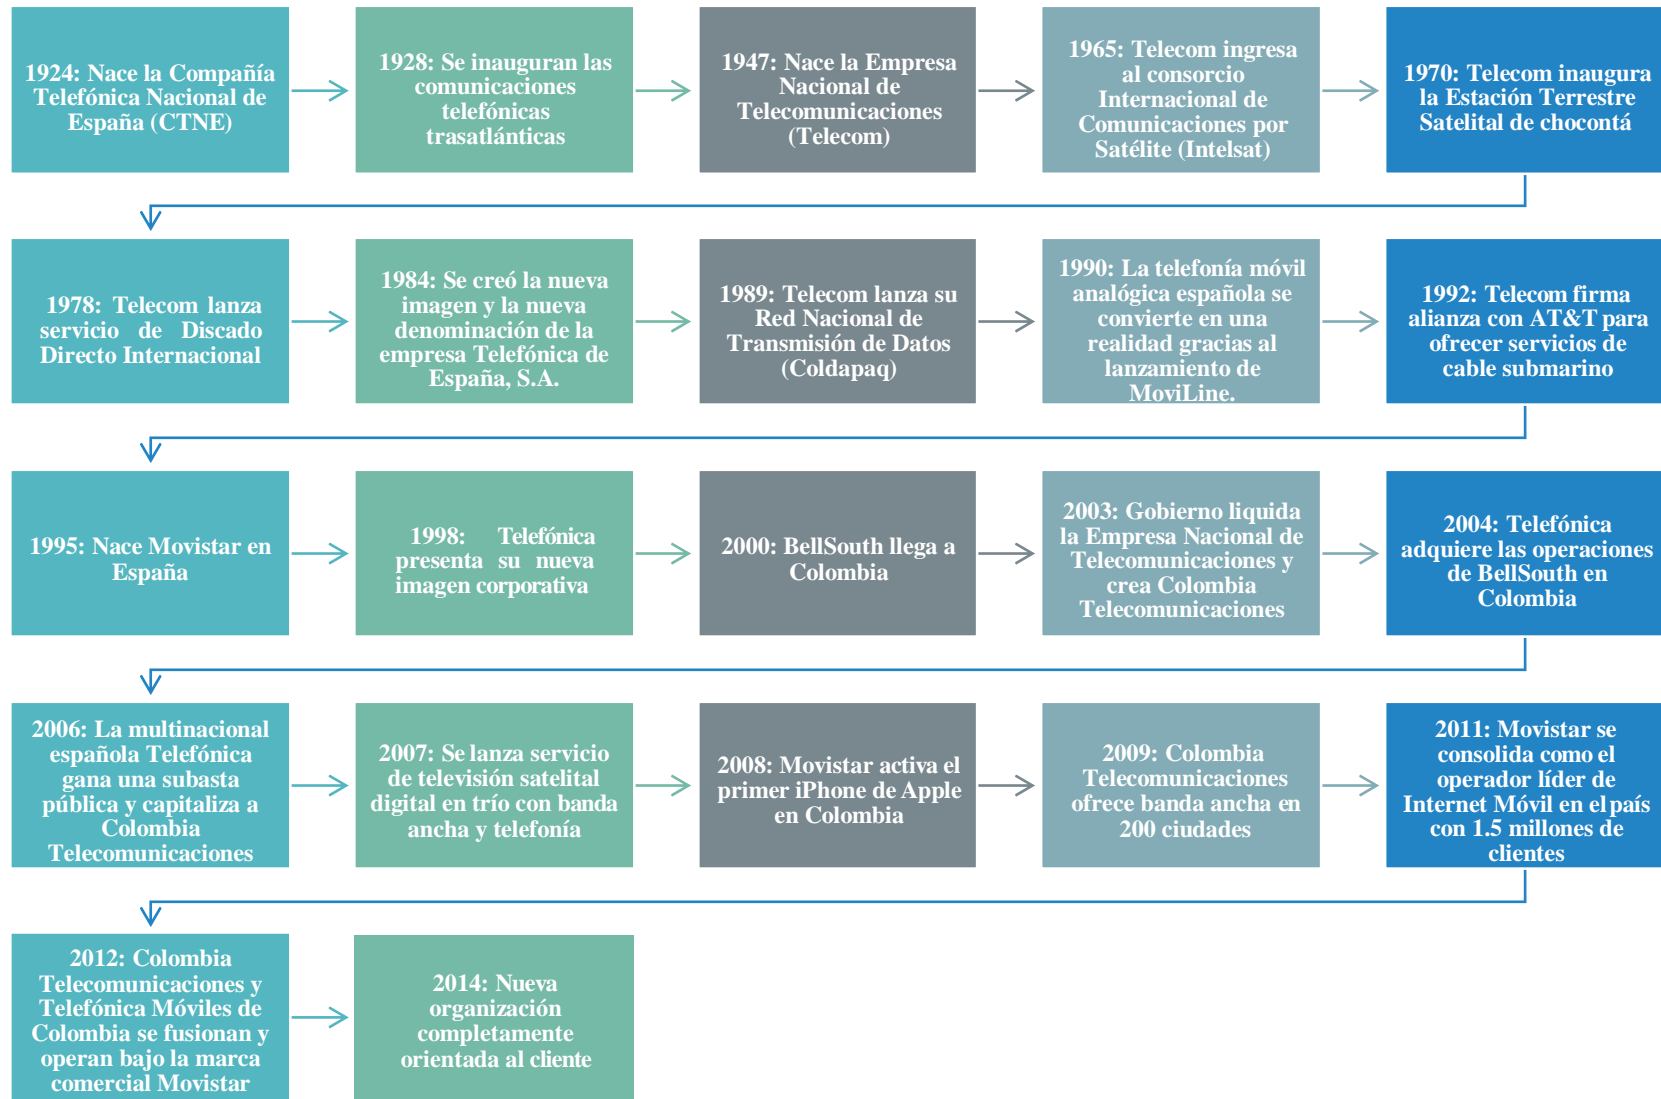 1924: Nace la Compañía
Telefónica Nacional de
España (CTNE)
1928: Se inauguran las
comunicaciones
telefónicas
trasatlánticas
1947: Nace la Empresa
Nacional de
Telecomunicaciones
(Telecom)
1965: Telecom ingresa
al consorcio
Internacional de
Comunicaciones por
Satélite (Intelsat)
1970: Telecom inaugura
la Estación Terrestre
Satelital de chocontá
1978: Telecom lanza
servicio de Discado
Directo Internacional
1984: Se creó la nueva
imagen y la nueva
denominación de la
empresa Telefónica de
España, S.A.
1989: Telecom lanza su
Red Nacional de
Transmisión de Datos
(Coldapaq)
1990: La telefonía móvil
analógica española se
convierte en una
realidad gracias al
lanzamiento de
MoviLine.
1992: Telecom firma
alianza con AT&T para
ofrecer servicios de
cable submarino
1995: Nace Movistar en
España
1998: Telefónica
presenta su nueva
imagen corporativa
2000: BellSouth llega a
Colombia
2003: Gobierno liquida
la Empresa Nacional de
Telecomunicaciones y
crea Colombia
Telecomunicaciones
2004: Telefónica
adquiere las operaciones
de BellSouth en
Colombia
2006: La multinacional
española Telefónica
gana una subasta
pública y capitaliza a
Colombia
Telecomunicaciones
2007: Se lanza servicio
de televisión satelital
digital en trío con banda
ancha y telefonía
2008: Movistar activa el
primer iPhone de Apple
en Colombia
2009: Colombia
Telecomunicaciones
ofrece banda ancha en
200 ciudades
2011: Movistar se
consolida como el
operador líder de
Internet Móvil en el país
con 1.5 millones de
clientes
2012: Colombia
Telecomunicaciones y
Telefónica Móviles de
Colombia se fusionan y
operan bajo la marca
comercial Movistar
2014: Nueva
organización
completamente
orientada al cliente